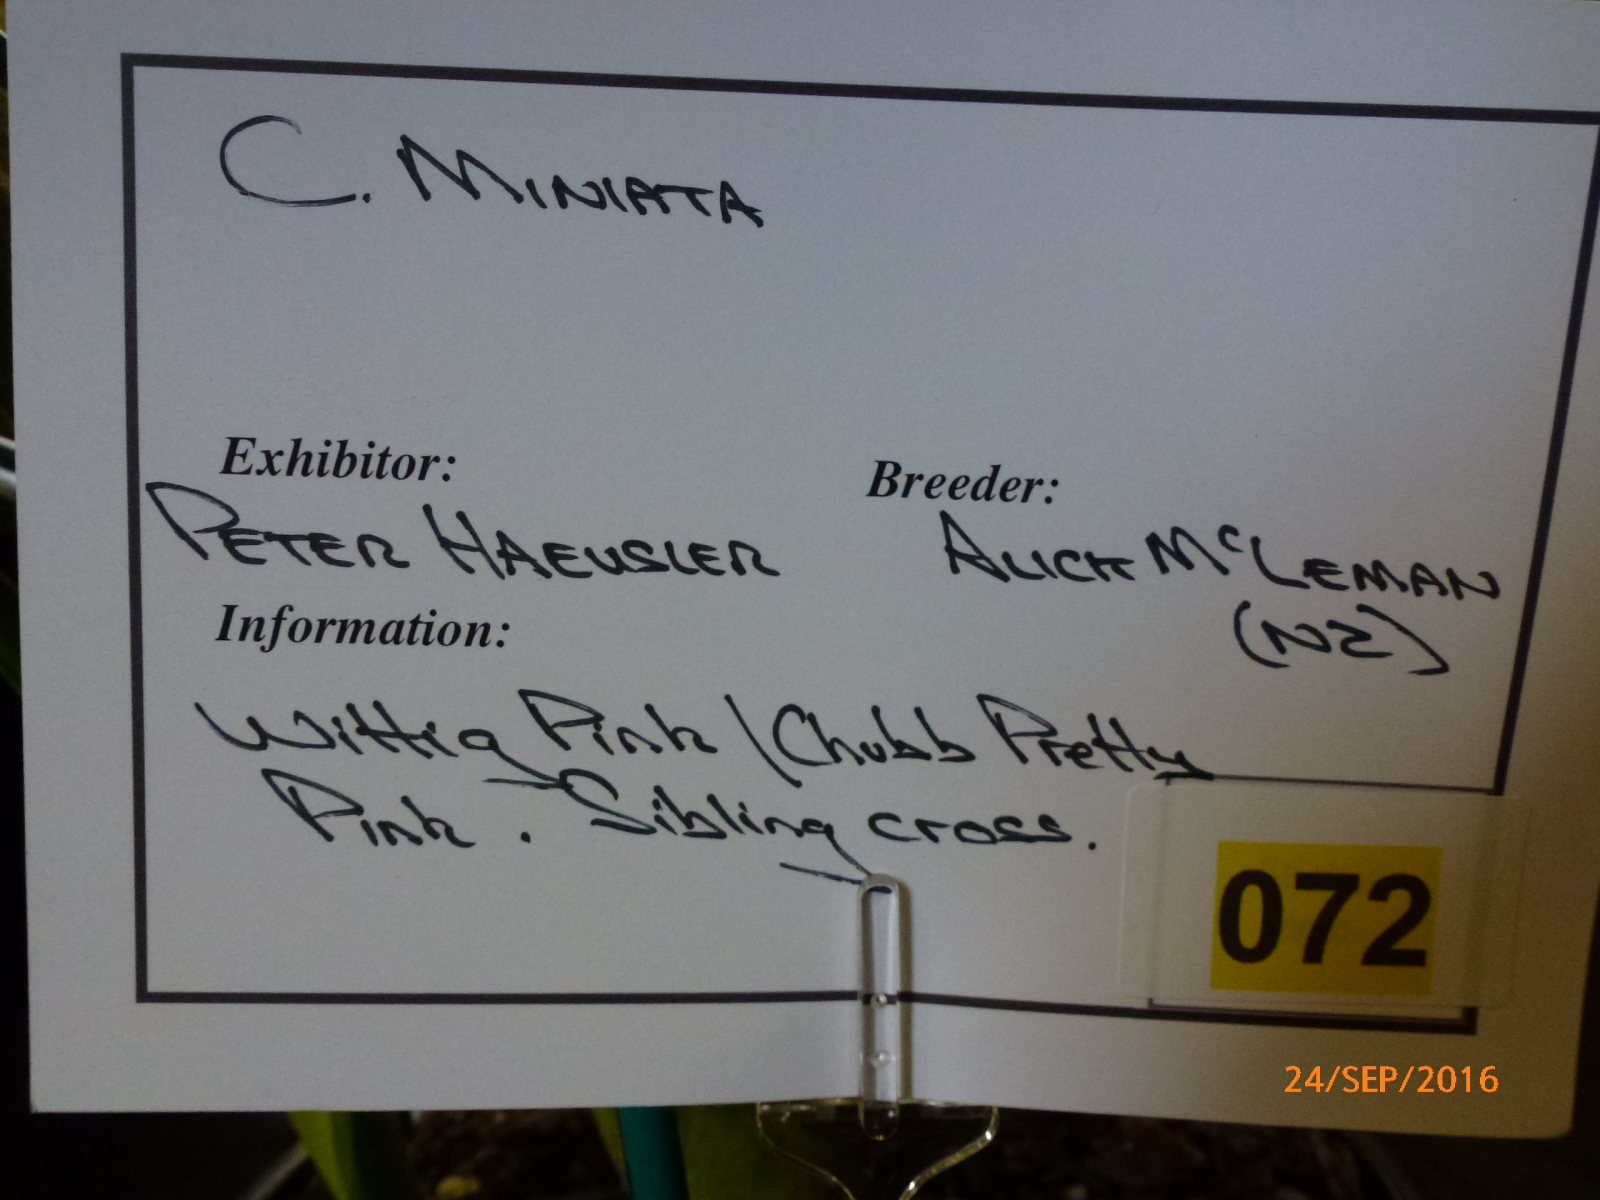 C. MINIATA
Exhibitor:
Breeder:
PETER HAEUSLER
ALICK McLEMAN
(NZ)
Information:
Wittig Pink \ Chubb Pretty
Pink. Sibling cross.
072
24/SEP/2016